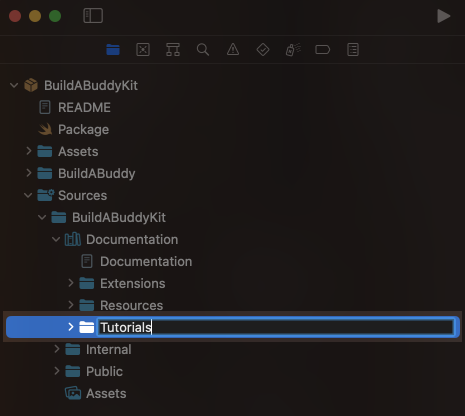 BuildABuddyKit
README
Package
Assets
BuildABuddy
Sources
BuildABuddyKit
Documentation
Documentation
Extensions
Resources
Tutorials
Internal
Public
Assets